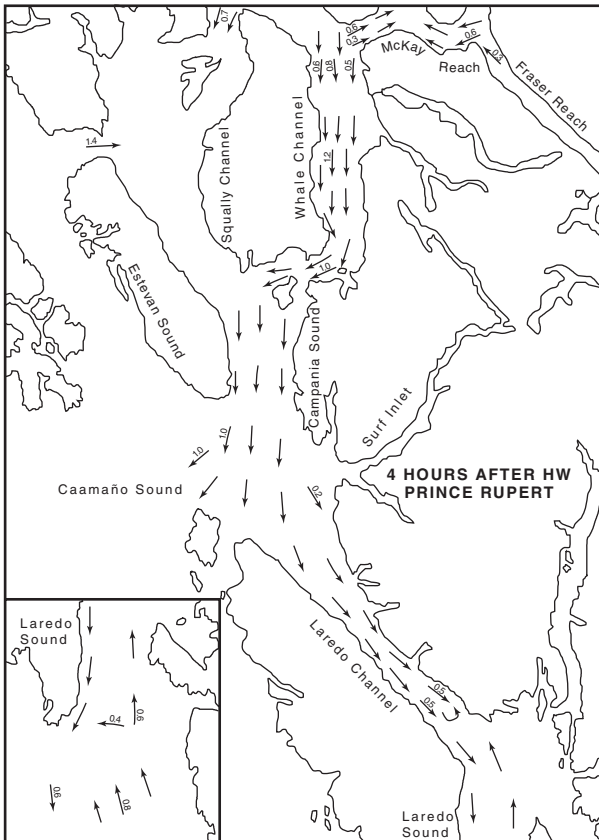 0.7
0.6
0.3
0.6
0.3
McKay
Reach
Fraser Reach
0.6
0.8
0.5
1.4
1.2
Squally Channel
Whale Channel
1.0
Estevan Sound
Campania Sound
Surf Inlet
1.0
1.0
4 HOURS AFTER HW
PRINCE RUPERT
Caamaño Sound
0.2
Laredo Channel
0.5
0.5
Laredo
Sound
0.4
0.6
0.6
0.8
Laredo
Sound